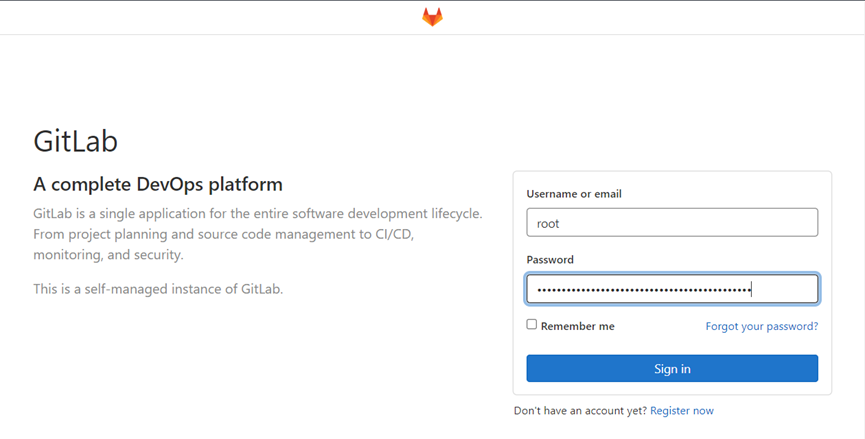 GitLab
A complete DevOps platform
GitLab is a single application for the entire software development lifecycle.
From project planning and source code management to CI/CD,
monitoring, and security.
This is a self-managed instance of GitLab.
Username or email
root
Password
••••••••••••••••••••••••••••••••••••••••••••
Remember me
Forgot your password?
Sign in
Don't have an account yet? Register now